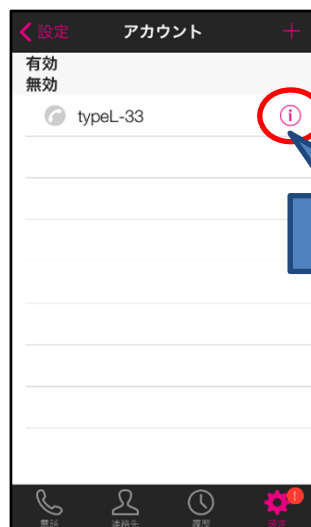 設定 アカウント
有効
無効
typeL-33
電話 連絡先 履歴 設定